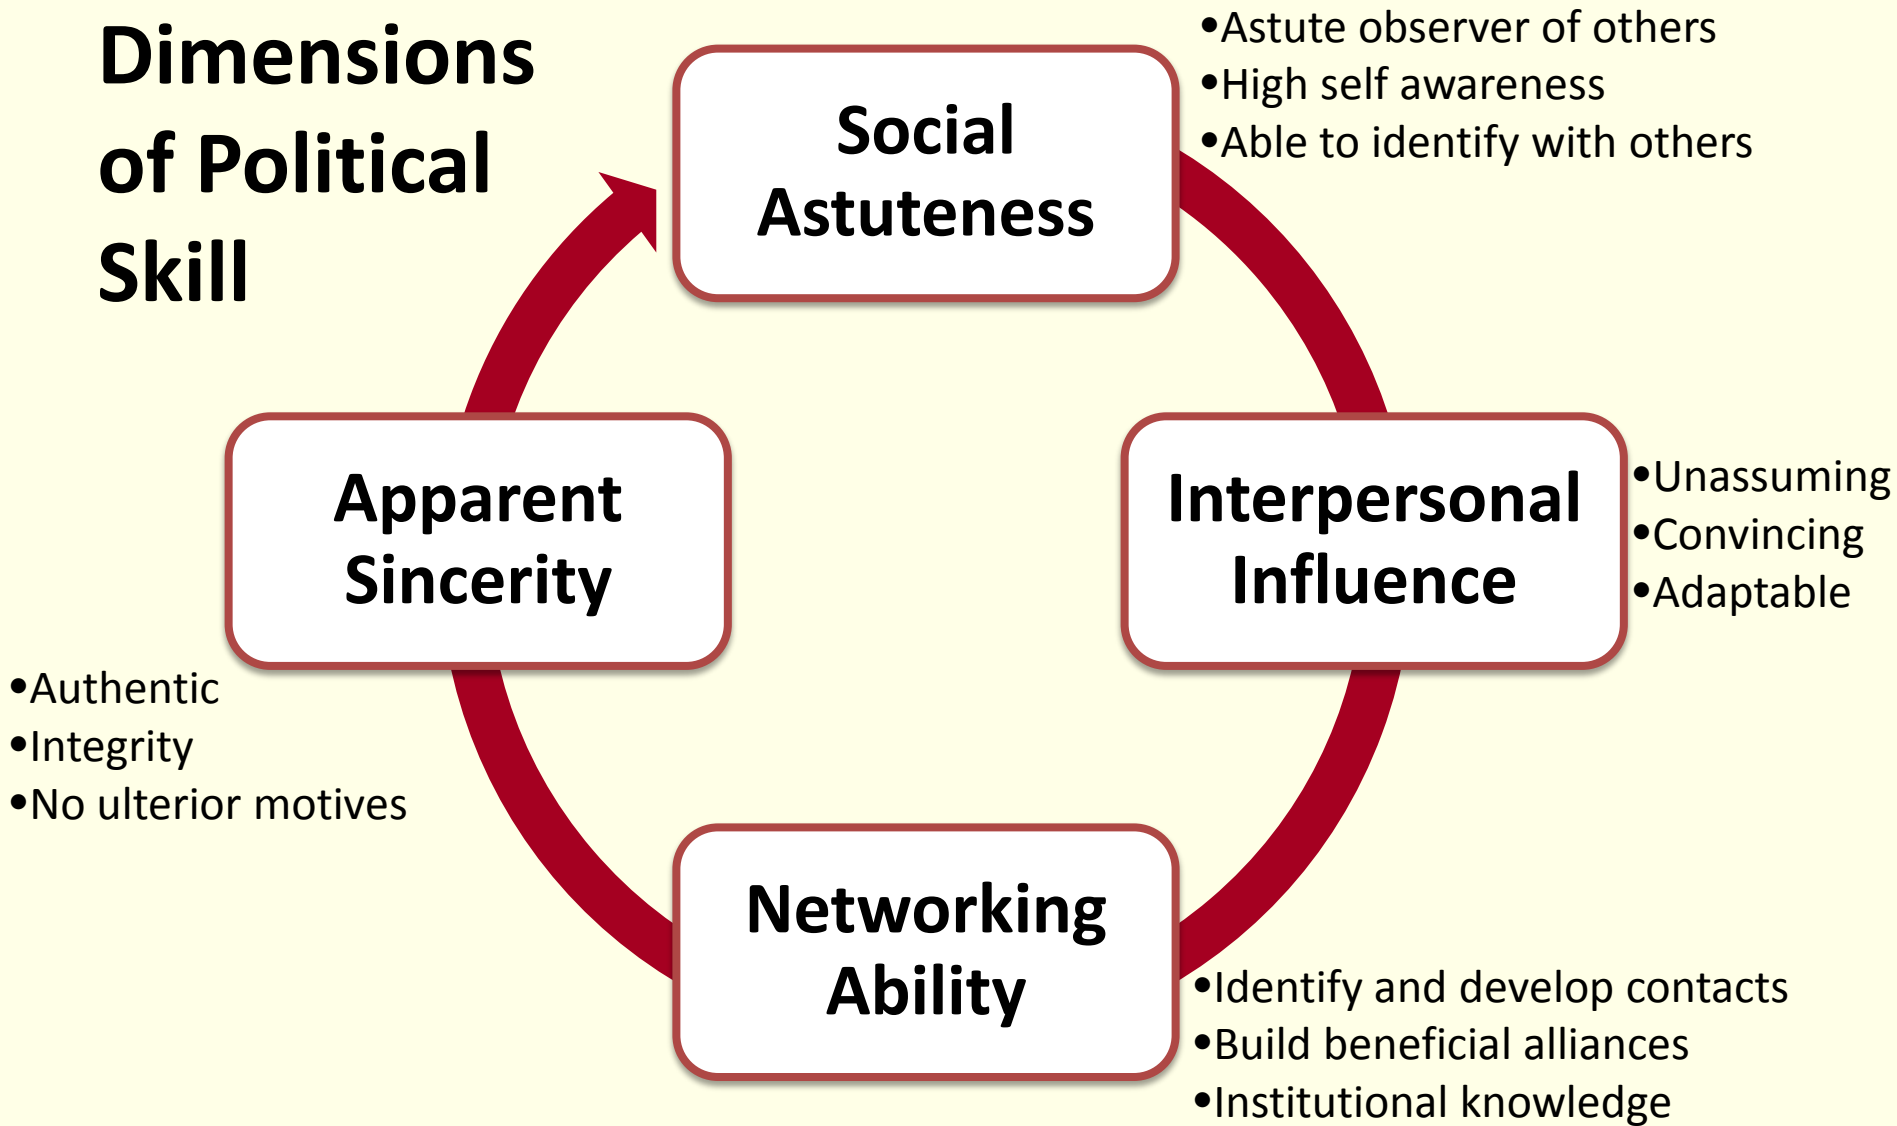 Dimensions
of Political
Skill
Social
Astuteness
•Astute observer of others
•High self awareness
•Able to identify with others
Interpersonal
Influence
•Unassuming
•Convincing
•Adaptable
Networking
Ability
•Identify and develop contacts
•Build beneficial alliances
•Institutional knowledge
Apparent
Sincerity
•Authentic
•Integrity
•No ulterior motives